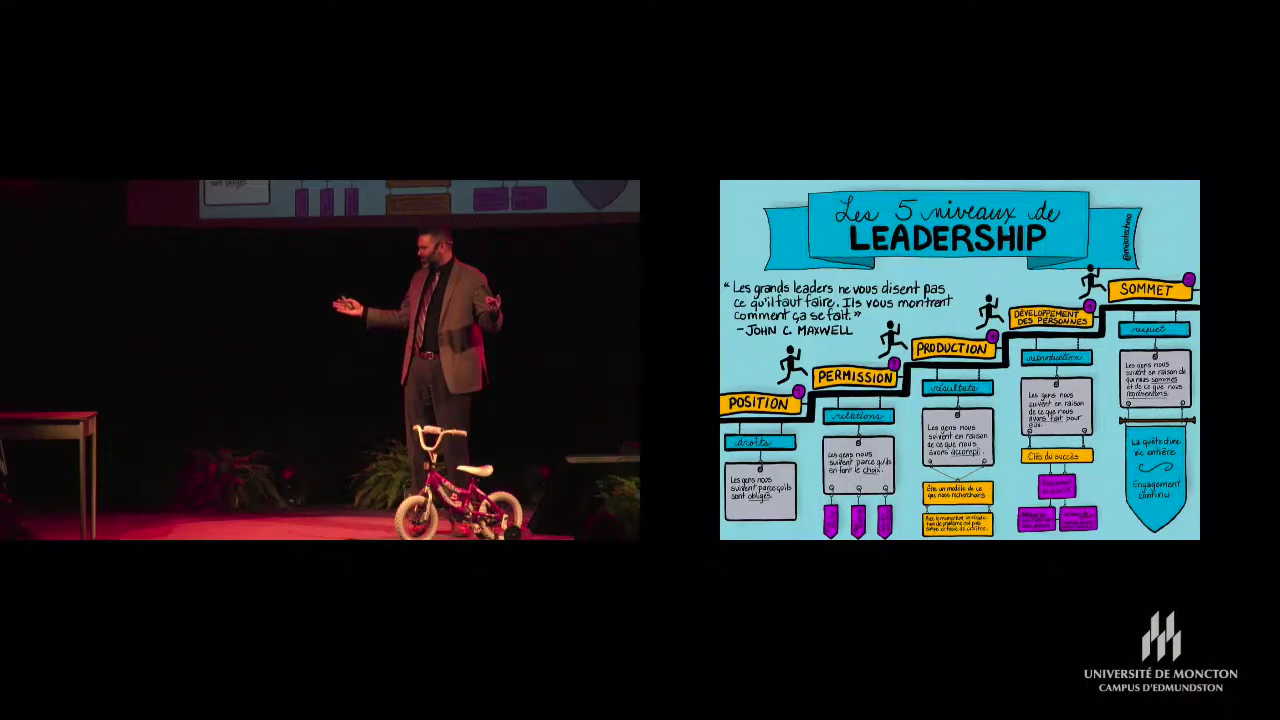 Les 5 niveaux de
LEADERSHIP
@méotechno
"Les grands leaders ne vous disent pas
ce qu'il faut faire. Ils vous montrent
comment ça se fait."
-JOHN C. MAXWELL
POSITION
droits
Les gens nous
suivent parce qu'ils
sont obligés.
PERMISSION
relations
Les gens nous
suivent parce qu'ils
en font le choix.
PRODUCTION
résultats
Les gens nous
suivent en raison
de ce que nous
avons accompli.
Être un modèle de ce
que nous recherchons
DÉVELOPPEMENT
DES PERSONNES
reproduction
Les gens nous
suivent en raison
de ce que nous
avons fait pour
eux.
Clés du succès
SOMMET
respect
Les gens nous
suivent en raison de
qui nous sommes
et de ce que nous
représentons.
La quête d'une
vie entière
Engagement
continu
sont obligés.
UNIVERSITÉ DE MONCTON
CAMPUS D'EDMUNDSTON